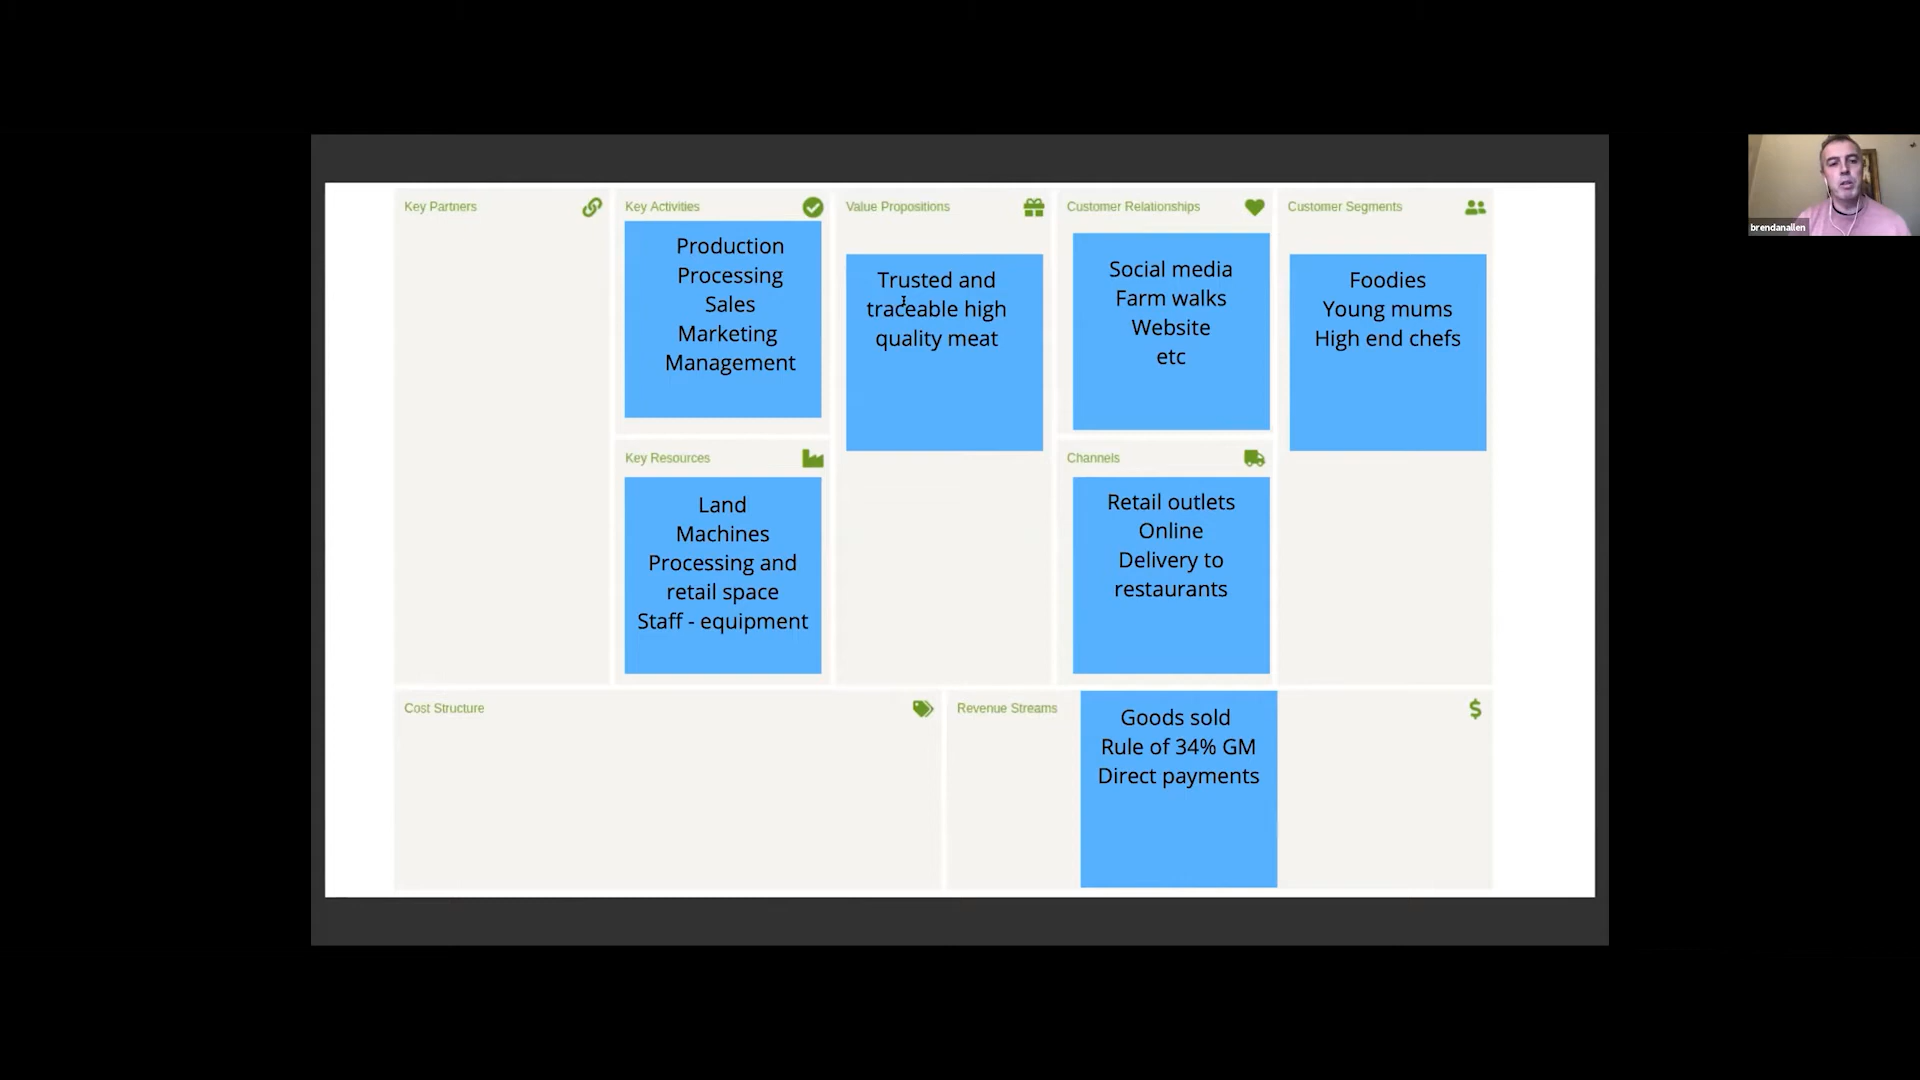 Key Partners
Key Activities
Production
Processing
Sales
Marketing
Management
Key Resources
Land
Machines
Processing and
retail space
Staff - equipment
Value Propositions
Trusted and
traceable high
quality meat
Customer Relationships
Social media
Farm walks
Website
etc
Channels
Retail outlets
Online
Delivery to
restaurants
Customer Segments
Foodies
Young mums
High end chefs
Cost Structure
Revenue Streams
Goods sold
Rule of 34% GM
Direct payments
$
brendanallen